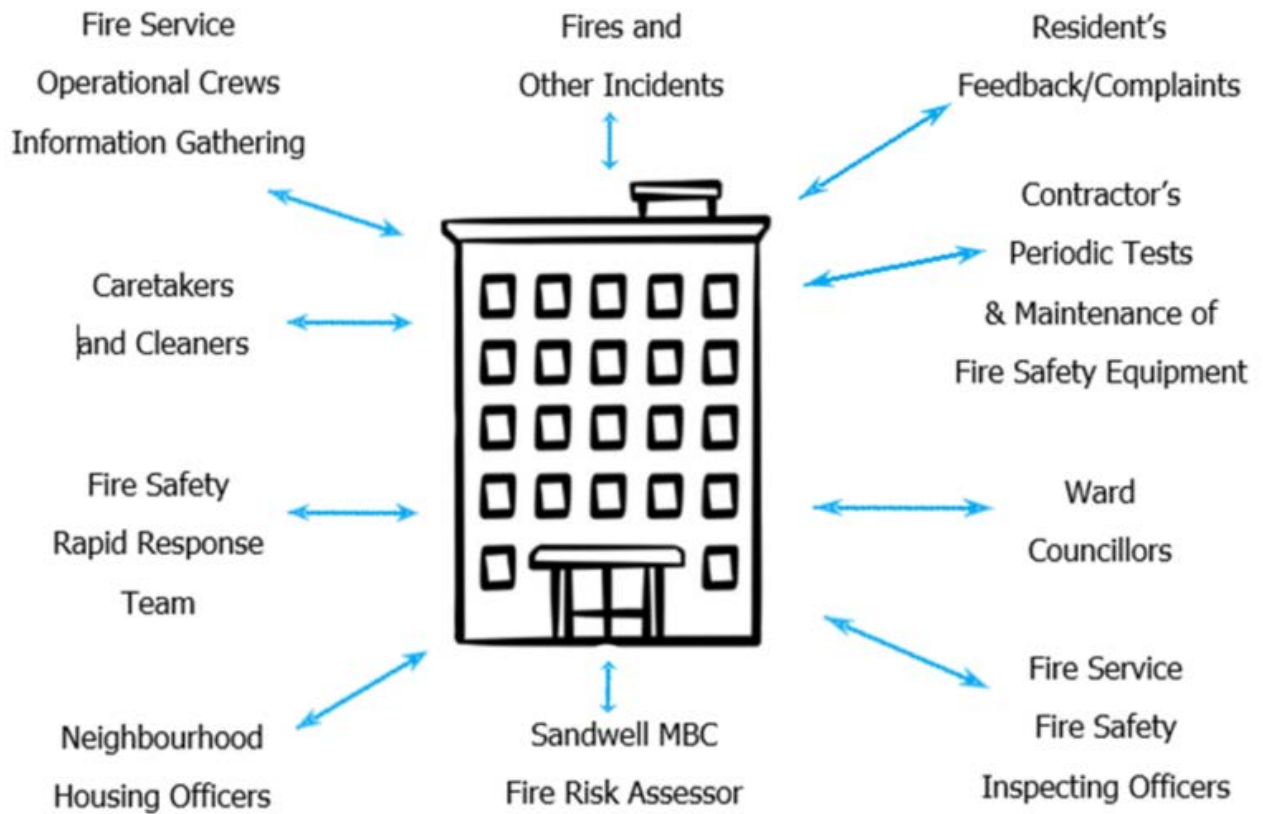 Fire Service
Operational Crews
Information Gathering
Fires and
Other Incidents
Resident's
Feedback/Complaints
Contractor's
Periodic Tests
& Maintenance of
Fire Safety Equipment
Caretakers
and Cleaners
Fire Safety
Rapid Response
Team
Ward
Councillors
Neighbourhood
Housing Officers
Sandwell MBC
Fire Risk Assessor
Fire Service
Fire Safety
Inspecting Officers